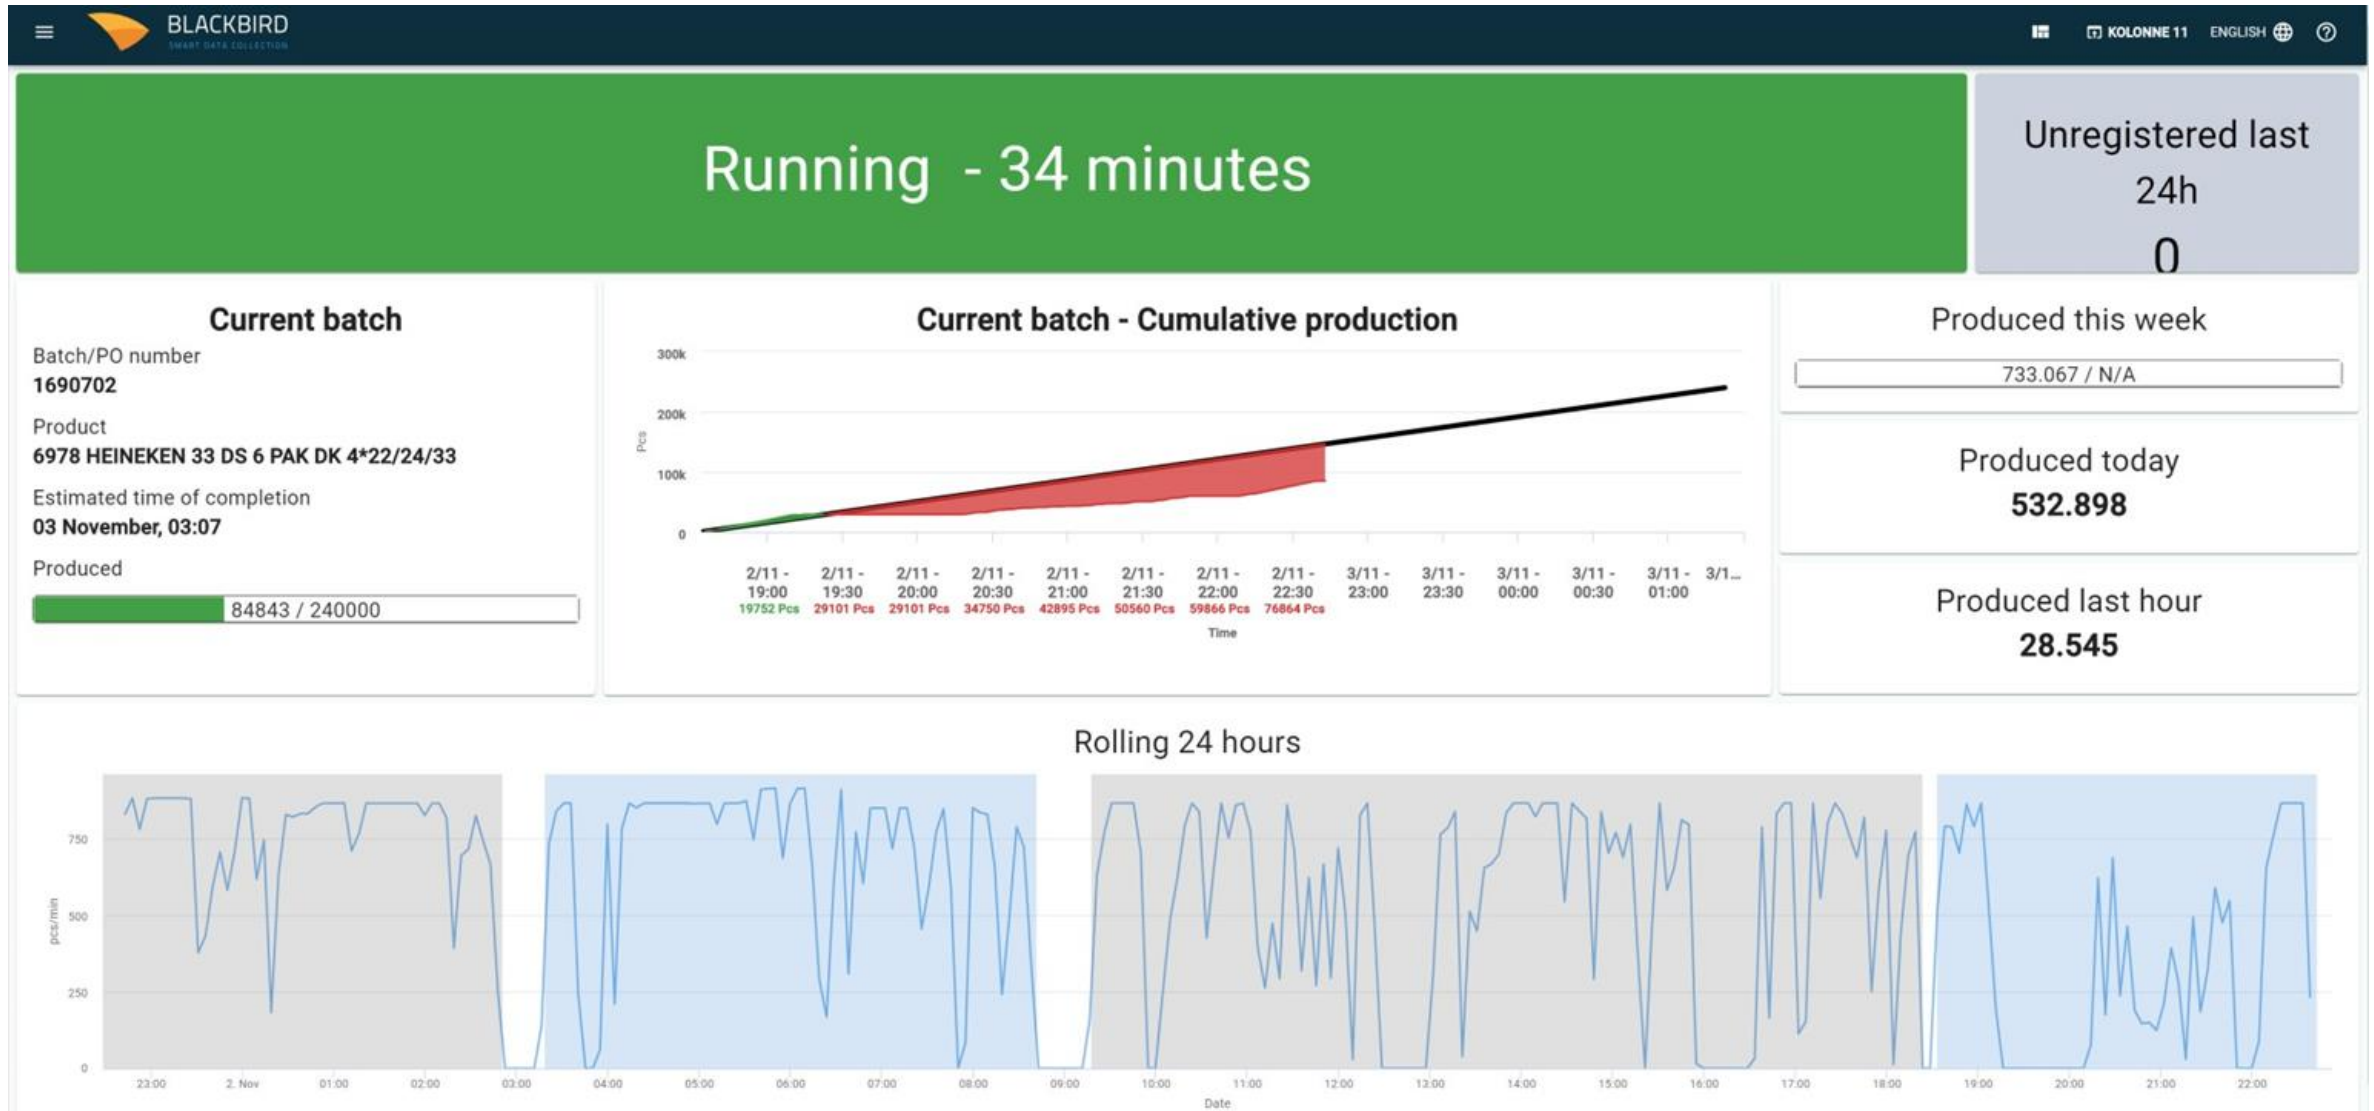 BLACKBIRD
SMART DATA COLLECTION
KOLONNE 11
ENGLISH
Running - 34 minutes
Unregistered last
24h
0
Current batch
Batch/PO number
1690702
Product
6978 HEINEKEN 33 DS 6 PAK DK 4*22/24/33
Estimated time of completion
03 November, 03:07
Produced
84843 / 240000
Current batch - Cumulative production
300k
200k
100k
0
Pcs
2/11 - 2/11 - 2/11 - 2/11 - 2/11 - 2/11 - 2/11 - 2/11 - 3/11 - 3/11 - 3/11 - 3/11 - 3/11 - 3/1...
19:00 19:30 20:00 20:30 21:00 21:30 22:00 22:30 23:00 23:30 00:00 00:30 01:00
19752 Pcs 29101 Pcs 29101 Pcs 34750 Pcs 42895 Pcs 50560 Pcs 59866 Pcs 76864 Pcs
Time
Produced this week
733.067 / N/A
Produced today
532.898
Produced last hour
28.545
Rolling 24 hours
750
500
250
0
pcs/min
23:00 2. Nov 01:00 02:00 03:00 04:00 05:00 06:00 07:00 08:00 09:00 10:00 11:00 12:00 13:00 14:00 15:00 16:00 17:00 18:00 19:00 20:00 21:00 22:00
Date